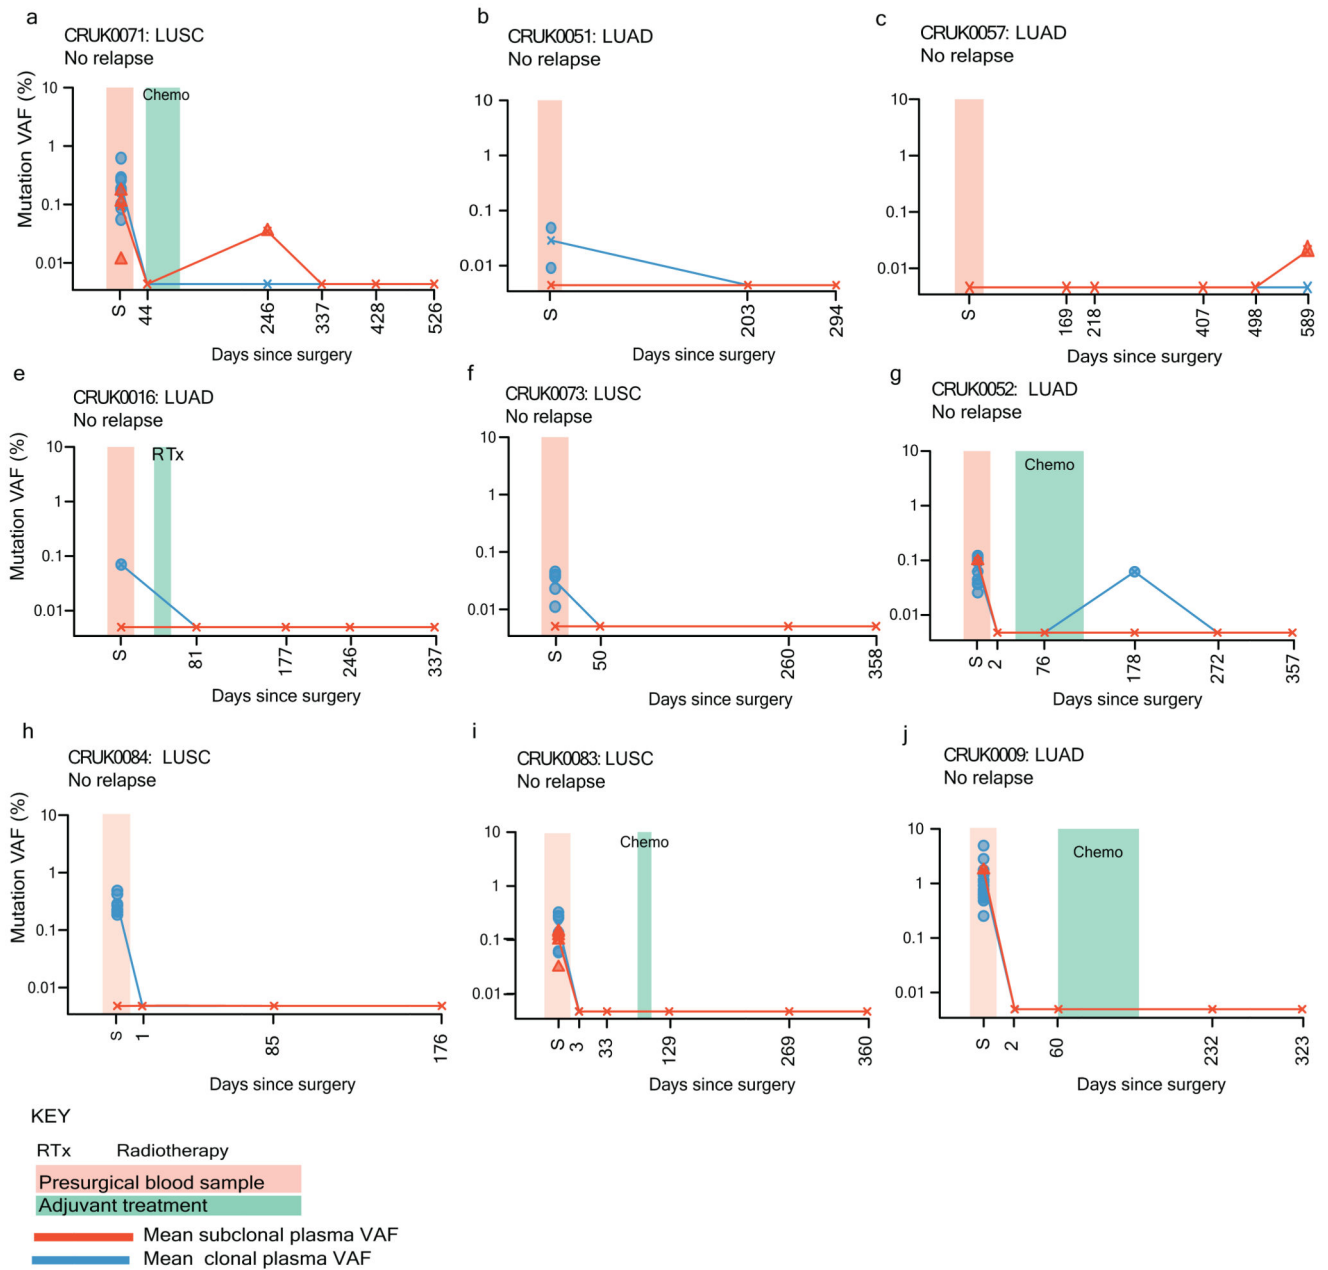 a
CRUK0071: LUSC
No relapse
Mutation VAF (%)
10
1
0.1
0.01
Chemo
S
44
246
337
428
526
Days since surgery
b
CRUK0051: LUAD
No relapse
10
1
0.1
0.01
S
203
294
Days since surgery
c
CRUK0057: LUAD
No relapse
10
1
0.1
0.01
S
169
218
407
498
589
Days since surgery
e
CRUK0016: LUAD
No relapse
Mutation VAF (%)
10
1
0.1
0.01
RTx
S
81
177
246
337
Days since surgery
f
CRUK0073: LUSC
No relapse
10
1
0.1
0.01
S
50
260
358
Days since surgery
g
CRUK0052: LUAD
No relapse
10
1
0.1
0.01
Chemo
S
2
76
178
272
357
Days since surgery
h
CRUK0084: LUSC
No relapse
Mutation VAF (%)
10
1
0.1
0.01
S
1
85
176
Days since surgery
i
CRUK0083: LUSC
No relapse
10
1
0.1
0.01
Chemo
S
3
33
129
269
360
Days since surgery
j
CRUK0009: LUAD
No relapse
10
1
0.1
0.01
Chemo
S
2
60
232
323
Days since surgery
KEY
RTx Radiotherapy
Presurgical blood sample
Adjuvant treatment
Mean subclonal plasma VAF
Mean clonal plasma VAF